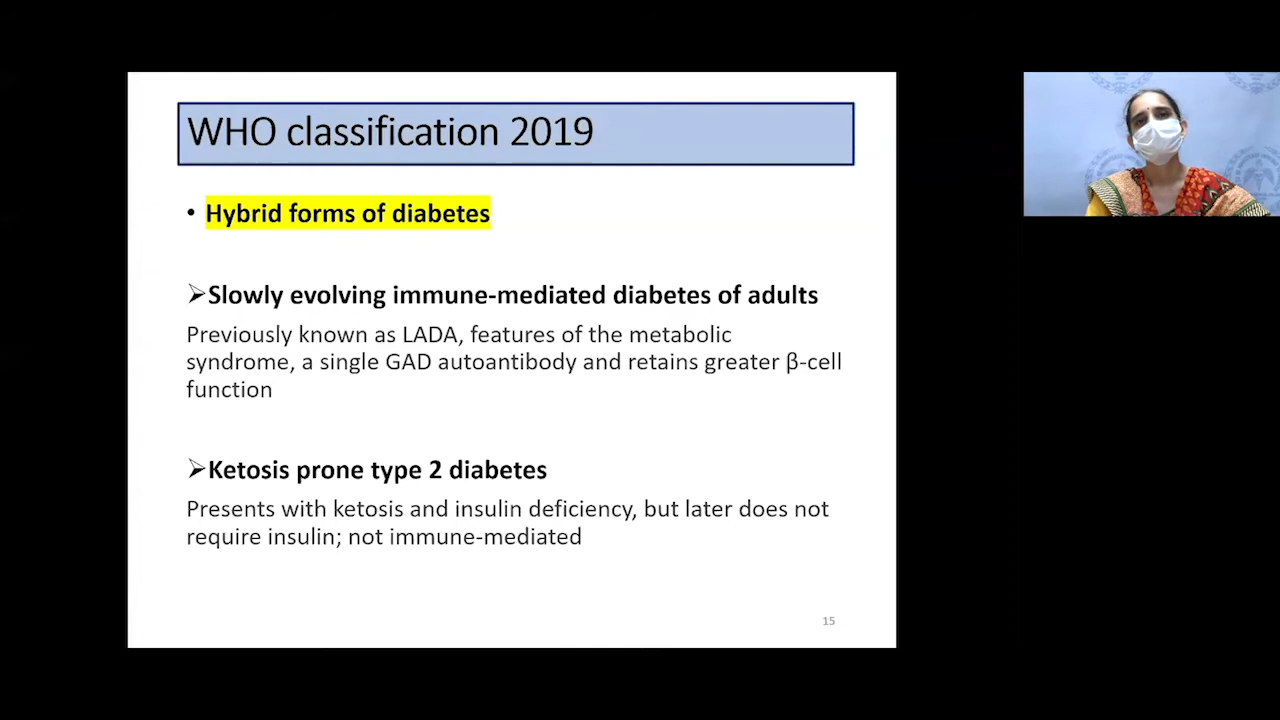 WHO classification 2019
• Hybrid forms of diabetes
➢Slowly evolving immune-mediated diabetes of adults
Previously known as LADA, features of the metabolic
syndrome, a single GAD autoantibody and retains greater β-cell
function
➢Ketosis prone type 2 diabetes
Presents with ketosis and insulin deficiency, but later does not
require insulin; not immune-mediated
15